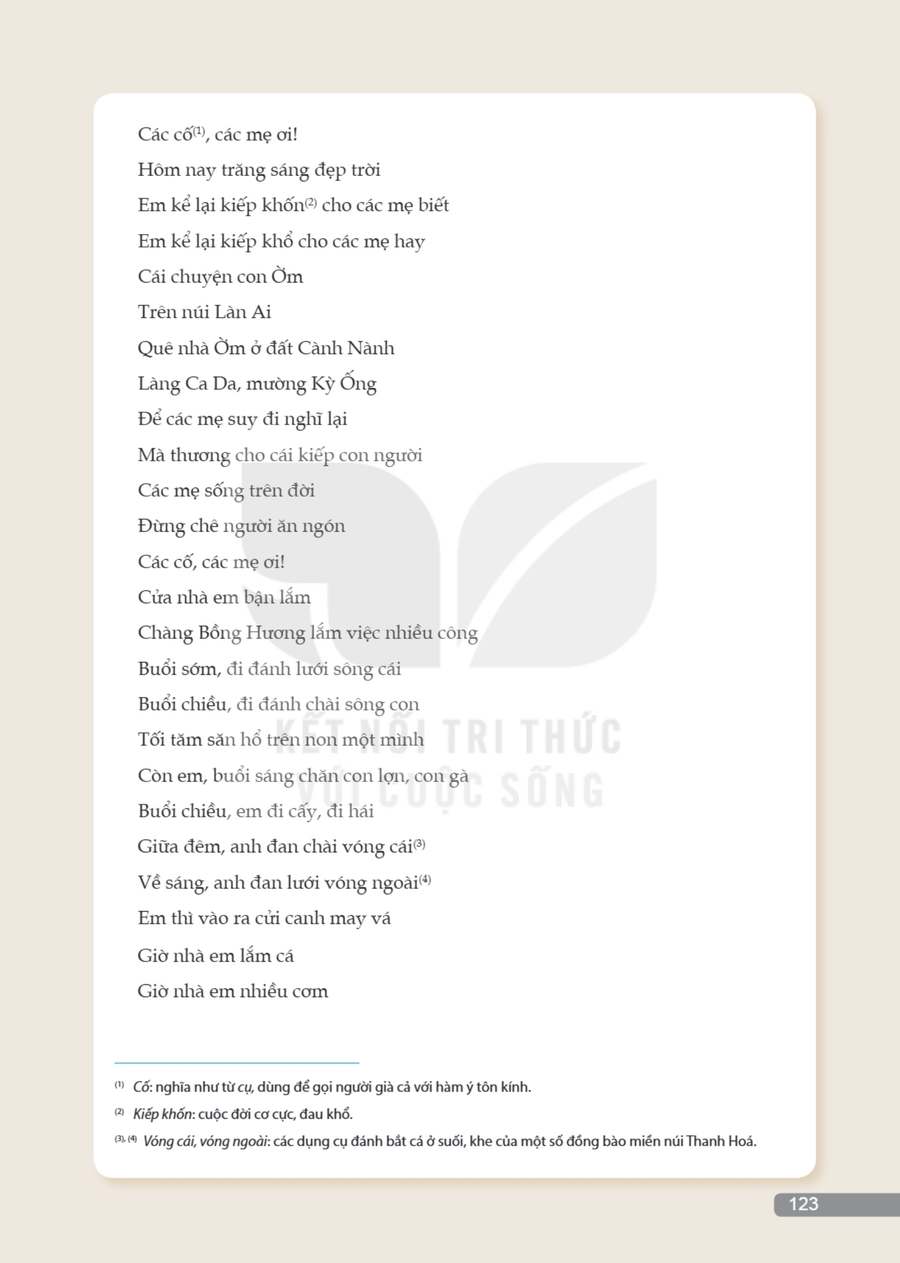 Các cố(1), các mẹ ơi!
Hôm nay trăng sáng đẹp trời
Em kể lại kiếp khốn(2) cho các mẹ biết
Em kể lại kiếp khổ cho các mẹ hay
Cái chuyện con Ờm
Trên núi Làn Ai
Quê nhà Ờm ở đất Cành Nành
Làng Ca Da, mường Kỳ Ống
Để các mẹ suy đi nghĩ lại
Mà thương cho cái kiếp con người
Các mẹ sống trên đời
Đừng chê người ăn ngón
Các cố, các mẹ ơi!
Cửa nhà em bận lắm
Chàng Bồng Hương lắm việc nhiều công
Buổi sớm, đi đánh lưới sông cái
Buổi chiều, đi đánh chài sông con
Tối tăm săn hổ trên non một mình
KẾT NỐI TRI THỨC
Còn em, buổi sáng chăn con lợn, con gà
VỚI CUỘC SỐNG
Buổi chiều, em đi cấy, đi hái
Giữa đêm, anh đan chài vóng cái(3)
Về sáng, anh đan lưới vóng ngoài(4)
Em thì vào ra cửi canh may vá
Giờ nhà em lắm cá
Giờ nhà em nhiều cơm
(1) Cố: nghĩa như từ cụ, dùng để gọi người già cả với hàm ý tôn kính.
(2) Kiếp khốn: cuộc đời cơ cực, đau khổ.
(3), (4) Vóng cái, vóng ngoài: các dụng cụ đánh bắt cá ở suối, khe của một số đồng bào miền núi Thanh Hoá.
123